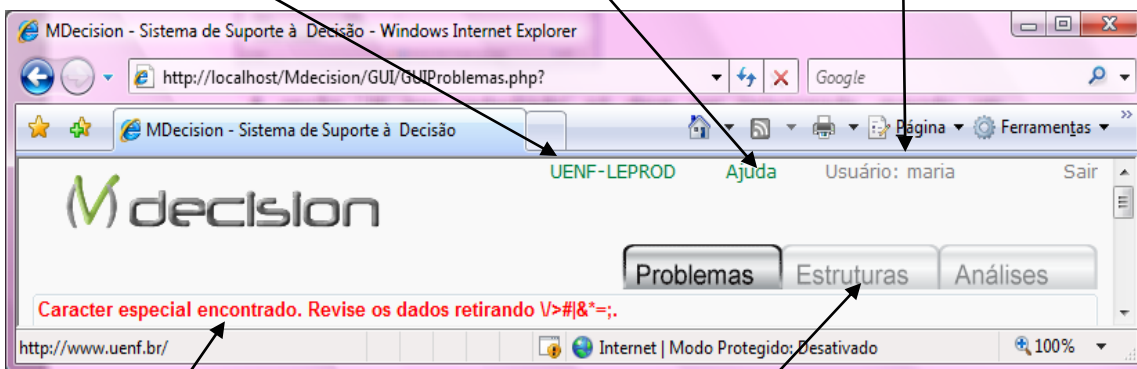 MDecision - Sistema de Suporte à Decisão - Windows Internet Explorer
http://localhost/Mdecision/GUI/GUIProblemas.php?
Google
MDecision - Sistema de Suporte à Decisão
Página
Ferramentas
UENF-LEPROD Ajuda Usuário: maria Sair
(V) decision
Problemas Estruturas Análises
Caracter especial encontrado. Revise os dados retirando \/>#|&*=;.
http://www.uenf.br/
Internet | Modo Protegido: Desativado
100%